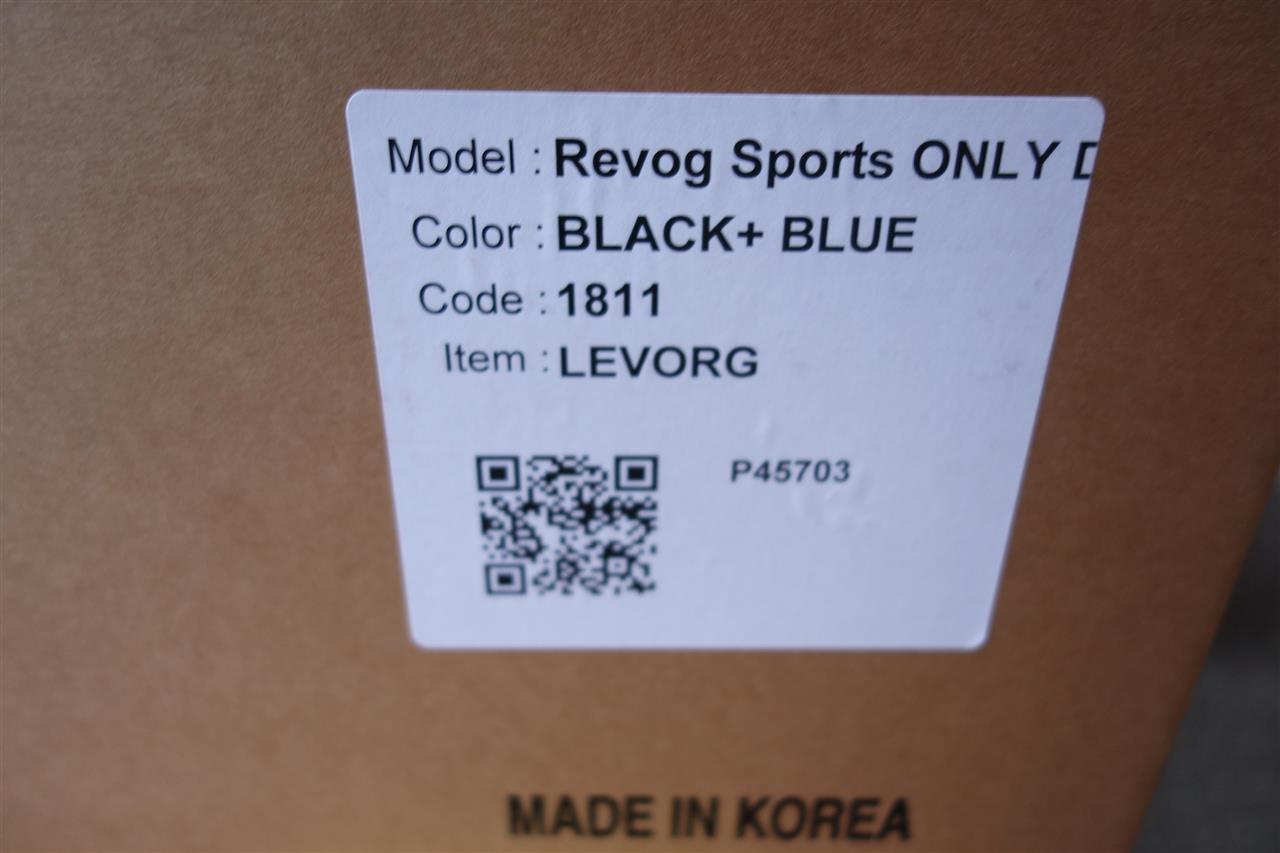 Model : Revog Sports ONLY
Color : BLACK+ BLUE
Code : 1811
Item : LEVORG
P45703
MADE IN KOREA